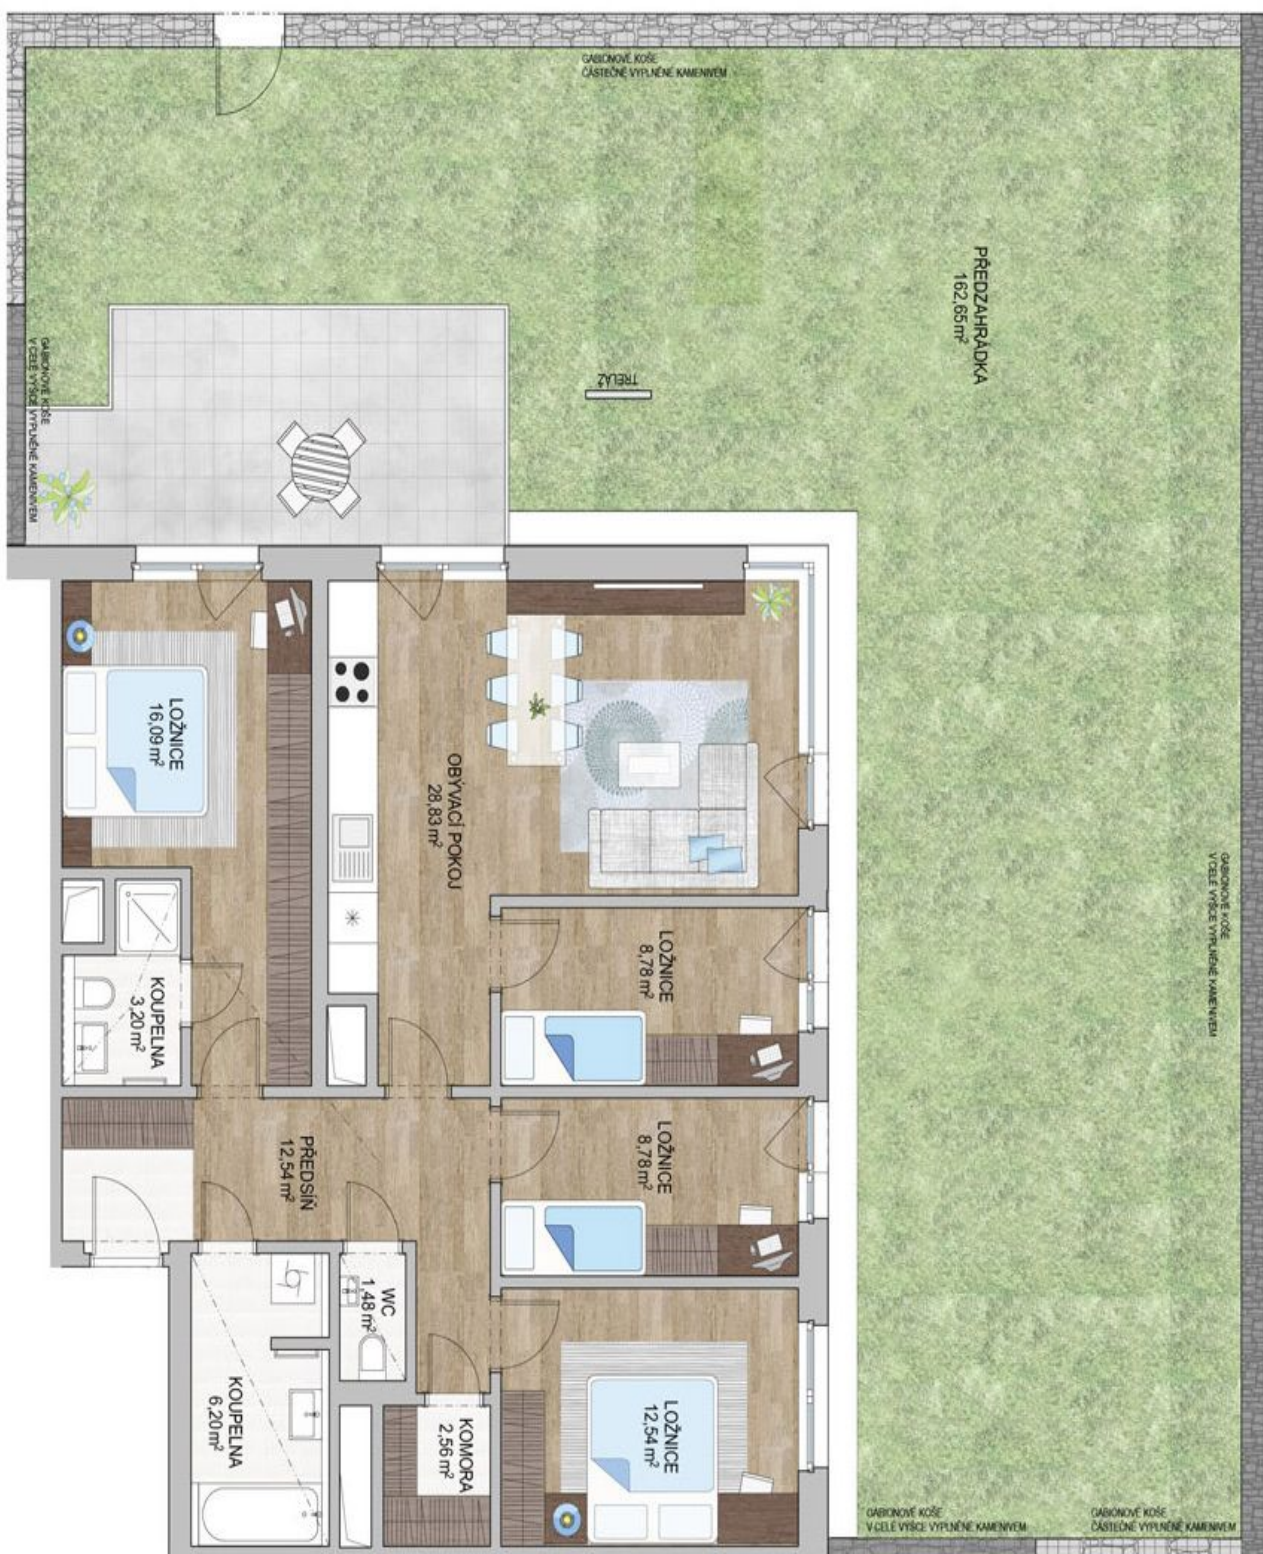 GABIONOVÉ KOŠE
ČÁSTEČNĚ VYPLNĚNÉ KAMENIVEM
PŘEDZAHRÁDKA
162,65 m²
TRELÁŽ
GABIONOVÉ KOŠE
V CELÉ VÝŠCE VYPLNĚNÉ KAMENIVEM
LOŽNICE
16,09 m²
OBÝVACÍ POKOJ
28,83 m²
GABIONOVÉ KOŠE
V CELÉ VÝŠCE VYPLNĚNÉ KAMENIVEM
LOŽNICE
8,78 m²
KOUPELNA
3,20 m²
LOŽNICE
8,78 m²
PŘEDSÍŇ
12,54 m²
WC
1,48 m²
KOUPELNA
6,20 m²
KOMORA
2,56 m²
LOŽNICE
12,54 m²
GABIONOVÉ KOŠE
V CELÉ VÝŠCE VYPLNĚNÉ KAMENIVEM
GABIONOVÉ KOŠE
ČÁSTEČNĚ VYPLNĚNÉ KAMENIVEM